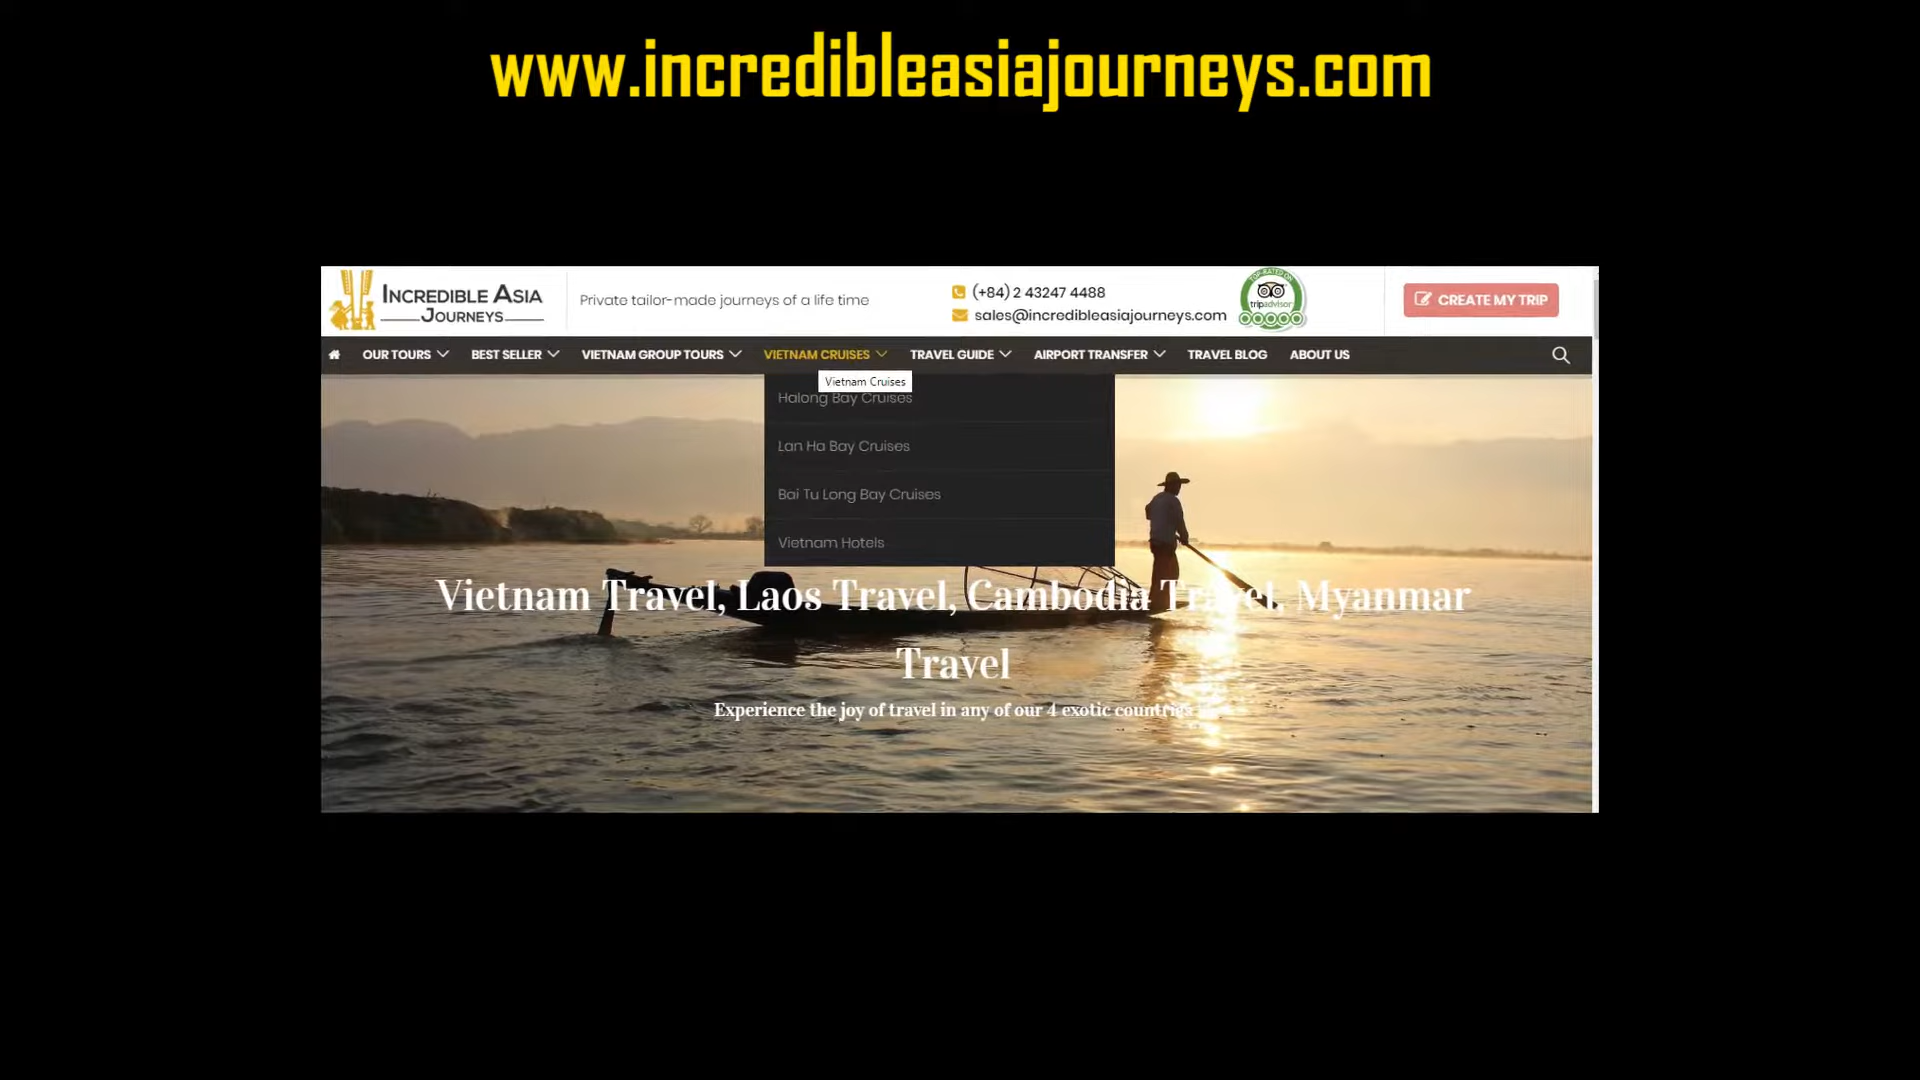 www.incredibleasiajourneys.com
INCREDIBLE ASIA
JOURNEYS
Private tailor-made journeys of a life time
(+84) 2 43247 4488
sales@incredibleasiajourneys.com
TOP-RATED ON
tripadvisor
CREATE MY TRIP
OUR TOURS BEST SELLER VIETNAM GROUP TOURS VIETNAM CRUISES TRAVEL GUIDE AIRPORT TRANSFER TRAVEL BLOG ABOUT US
Vietnam Cruises
Halong Bay Cruises
Lan Ha Bay Cruises
Bai Tu Long Bay Cruises
Vietnam Hotels
Vietnam Travel, Laos Travel, Cambodia Travel, Myanmar
Travel
Experience the joy of travel in any of our 4 exotic countries